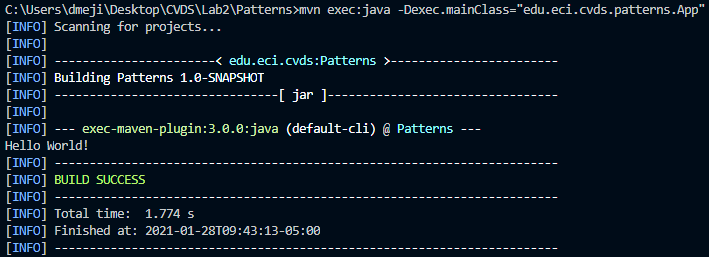 C:\Users\dmeji\Desktop\CVDS\Lab2\Patterns>mvn exec:java -Dexec.mainClass="edu.eci.cvds.patterns.App"
[INFO] Scanning for projects...
[INFO]
[INFO] -----------------------< edu.eci.cvds:Patterns >------------------------
[INFO] Building Patterns 1.0-SNAPSHOT
[INFO] --------------------------------[ jar ]---------------------------------
[INFO]
[INFO] --- exec-maven-plugin:3.0.0:java (default-cli) @ Patterns ---
Hello World!
[INFO] ------------------------------------------------------------------------
[INFO] BUILD SUCCESS
[INFO] ------------------------------------------------------------------------
[INFO] Total time:  1.774 s
[INFO] Finished at: 2021-01-28T09:43:13-05:00
[INFO] ------------------------------------------------------------------------